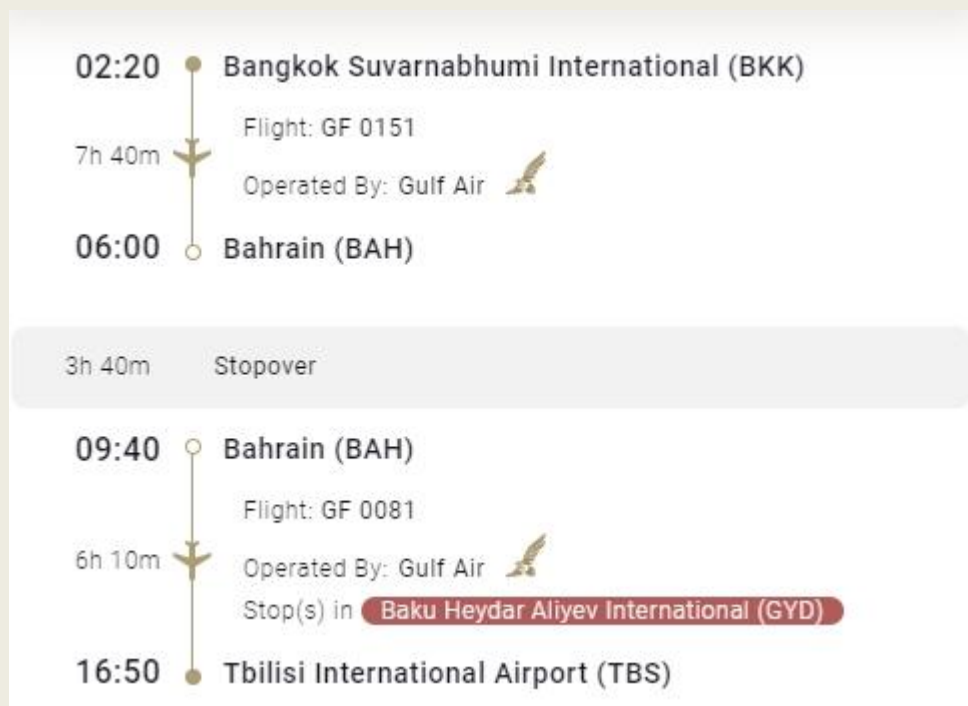 02:20 Bangkok Suvarnabhumi International (BKK)
Flight: GF 0151
7h 40m
Operated By: Gulf Air
06:00 Bahrain (BAH)
3h 40m Stopover
09:40 Bahrain (BAH)
Flight: GF 0081
6h 10m
Operated By: Gulf Air
Stop(s) in Baku Heydar Aliyev International (GYD)
16:50 Tbilisi International Airport (TBS)